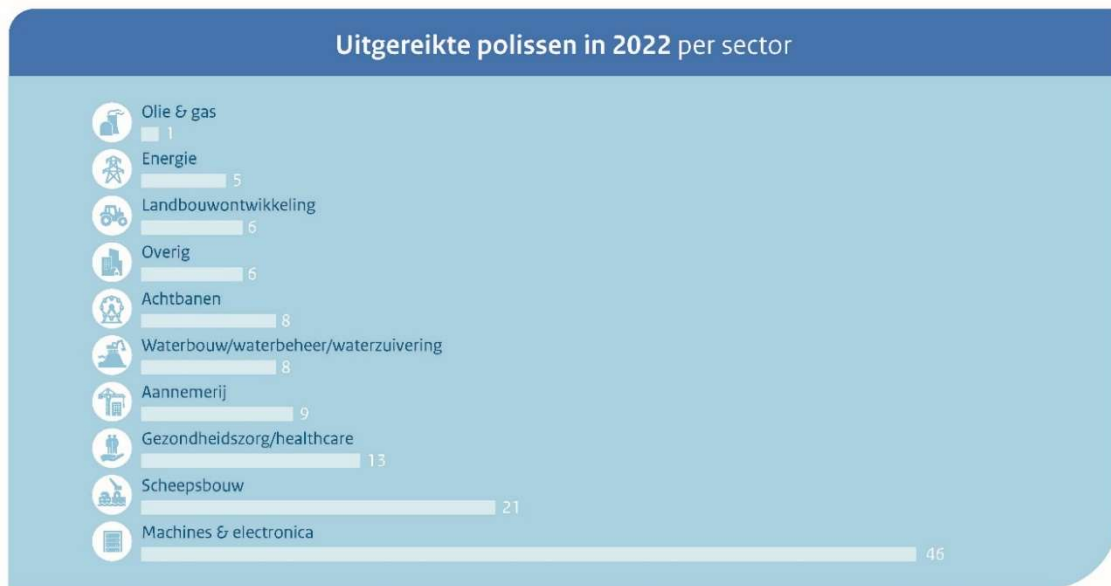 Uitgereikte polissen in 2022 per sector
Olie & gas
1
Energie
5
Landbouwontwikkeling
6
Overig
6
Achtbanen
8
Waterbouw/waterbeheer/waterzuivering
8
Aannemerij
9
Gezondheidszorg/healthcare
13
Scheepsbouw
21
Machines & electronica
46